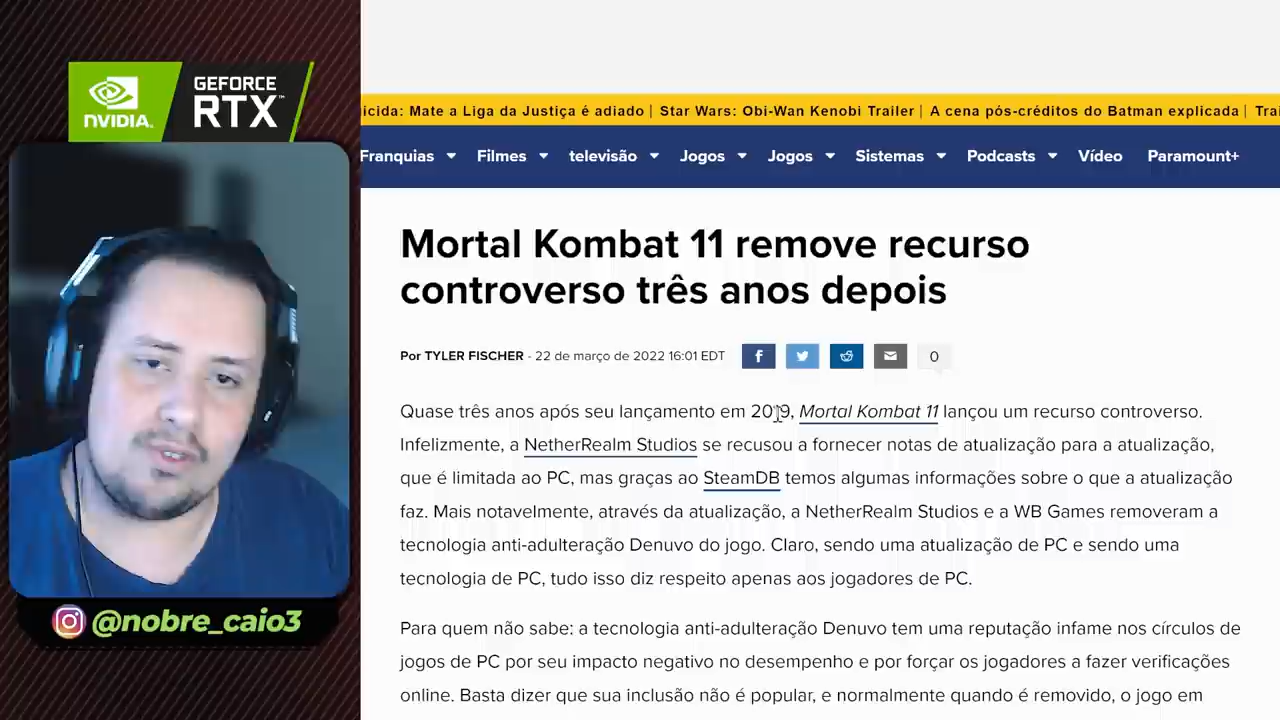 NVIDIA.
GEFORCE
RTX™
@nobre_caio3
icida: Mate a Liga da Justiça é adiado | Star Wars: Obi-Wan Kenobi Trailer | A cena pós-créditos do Batman explicada | Trai
Franquias Filmes televisão Jogos Jogos Sistemas Podcasts Vídeo Paramount+
Mortal Kombat 11 remove recurso
controverso três anos depois
Por TYLER FISCHER - 22 de março de 2022 16:01 EDT 0
Quase três anos após seu lançamento em 2019, Mortal Kombat 11 lançou um recurso controverso.
Infelizmente, a NetherRealm Studios se recusou a fornecer notas de atualização para a atualização,
que é limitada ao PC, mas graças ao SteamDB temos algumas informações sobre o que a atualização
faz. Mais notavelmente, através da atualização, a NetherRealm Studios e a WB Games removeram a
tecnologia anti-adulteração Denuvo do jogo. Claro, sendo uma atualização de PC e sendo uma
tecnologia de PC, tudo isso diz respeito apenas aos jogadores de PC.
Para quem não sabe: a tecnologia anti-adulteração Denuvo tem uma reputação infame nos círculos de
jogos de PC por seu impacto negativo no desempenho e por forçar os jogadores a fazer verificações
online. Basta dizer que sua inclusão não é popular, e normalmente quando é removido, o jogo em